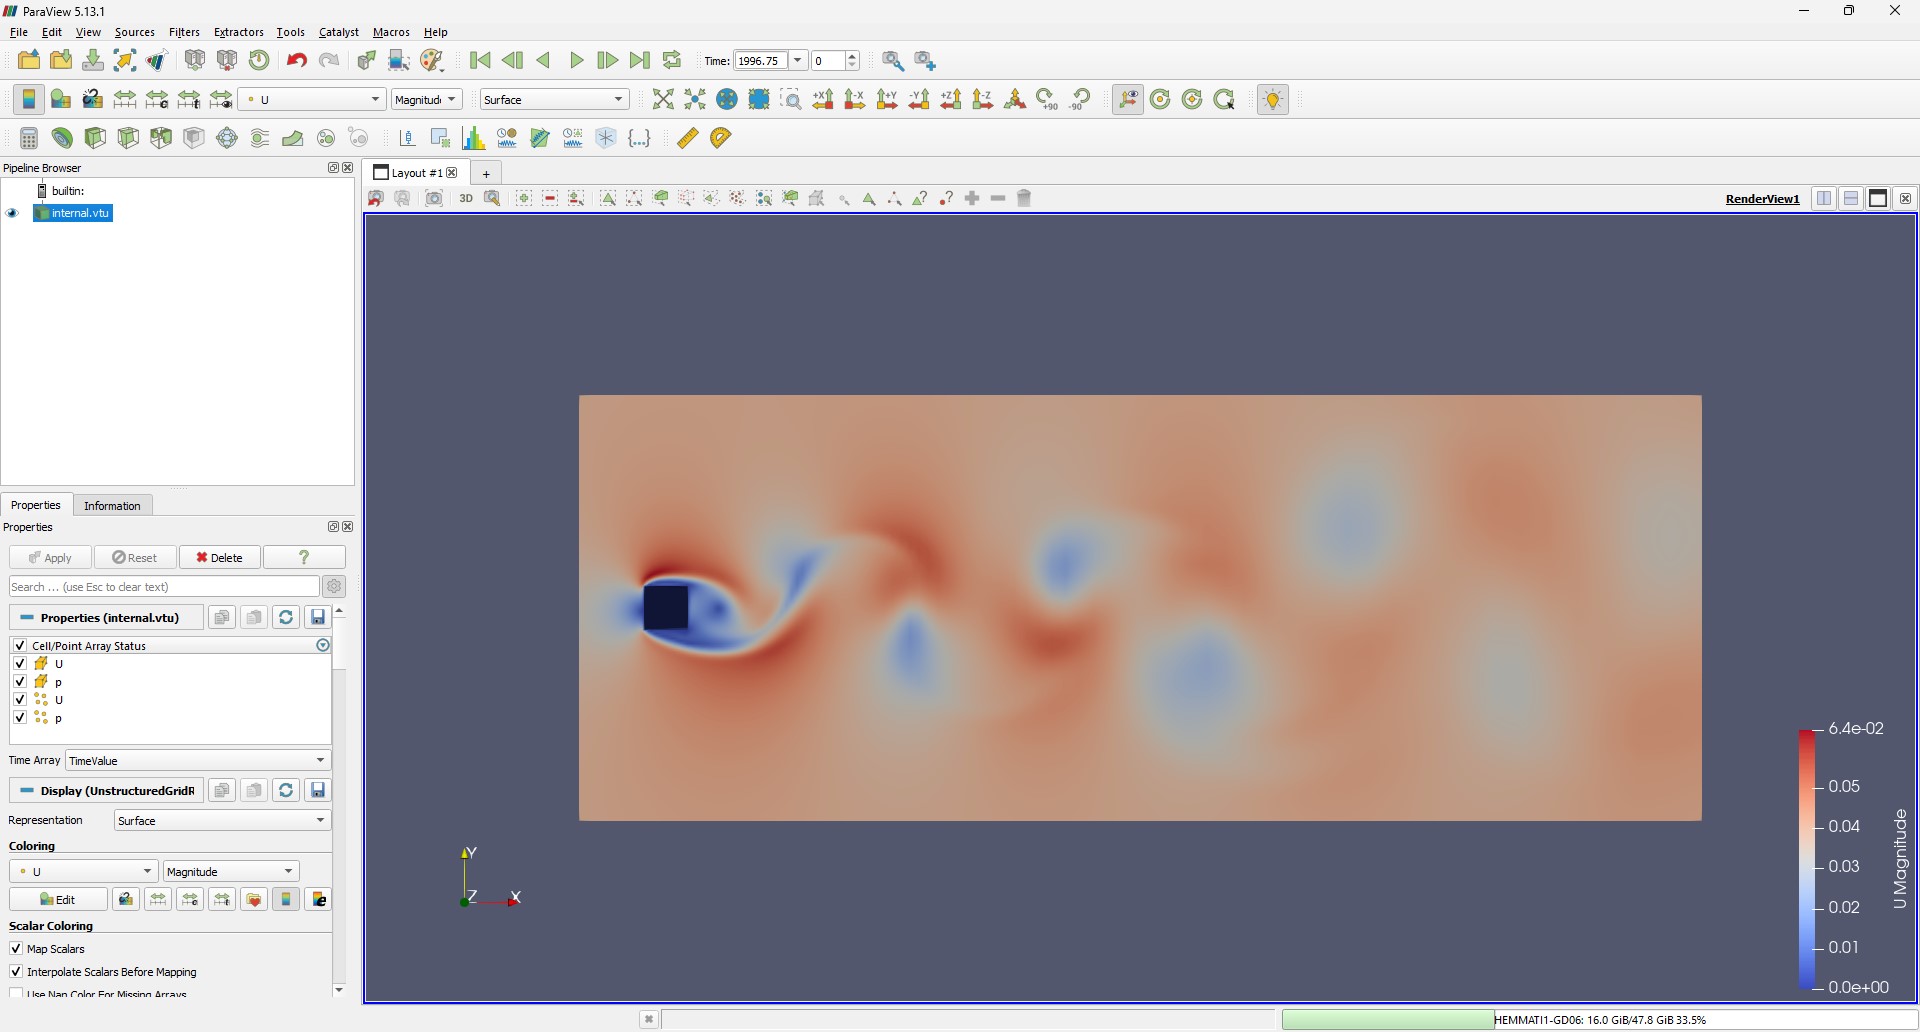 ParaView 5.13.1
File Edit View Sources Filters Extractors Tools Catalyst Macros Help
Time: 1996.75 0
U Magnitude Surface +X -X +Y -Y +Z -Z +90 -90
Pipeline Browser
Layout #1 +
builtin:
3D RenderView1
internal.vtu
Properties Information
Properties
Apply Reset Delete ?
Search ... (use Esc to clear text)
Properties (internal.vtu)
Cell/Point Array Status
U
p
U
p
Time Array TimeValue
Display (UnstructuredGridR
Representation Surface
Coloring
U Magnitude
Edit
Scalar Coloring
Map Scalars
Interpolate Scalars Before Mapping
Use Nan Color For Missing Arrays
Y
Z X
6.4e-02
0.05
0.04
0.03
0.02
0.01
0.0e+00
U Magnitude
HEMMATI1-GD06: 16.0 GiB/47.8 GiB 33.5%